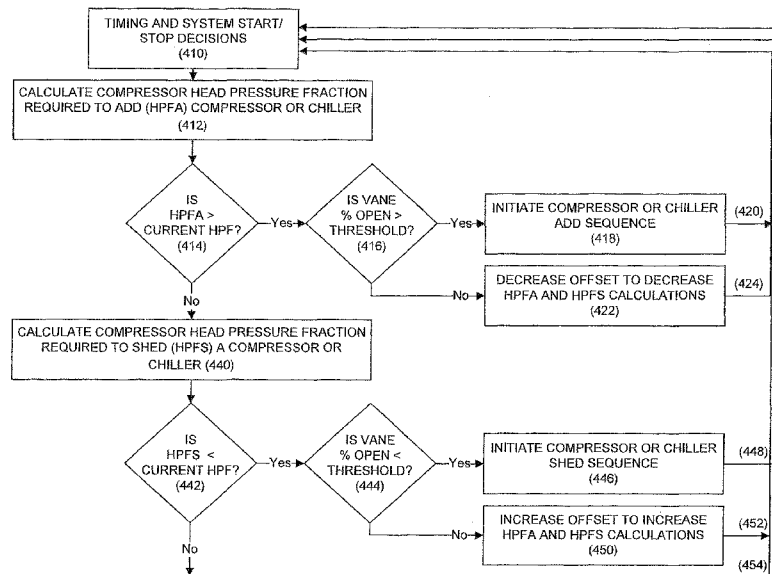 TIMING AND SYSTEM START/
STOP DECISIONS
(410)
CALCULATE COMPRESSOR HEAD PRESSURE FRACTION
REQUIRED TO ADD (HPFA) COMPRESSOR OR CHILLER
(412)
IS
HPFA >
CURRENT HPF?
(414)
Yes
IS VANE
% OPEN >
THRESHOLD?
(416)
Yes
INITIATE COMPRESSOR OR CHILLER
ADD SEQUENCE
(418)
(420)
No
DECREASE OFFSET TO DECREASE
HPFA AND HPFS CALCULATIONS
(422)
(424)
No
CALCULATE COMPRESSOR HEAD PRESSURE FRACTION
REQUIRED TO SHED (HPFS) A COMPRESSOR OR
CHILLER (440)
IS
HPFS <
CURRENT HPF?
(442)
Yes
IS VANE
% OPEN <
THRESHOLD?
(444)
Yes
INITIATE COMPRESSOR OR CHILLER
SHED SEQUENCE
(446)
(448)
No
INCREASE OFFSET TO INCREASE
HPFA AND HPFS CALCULATIONS
(450)
(452)
No
(454)